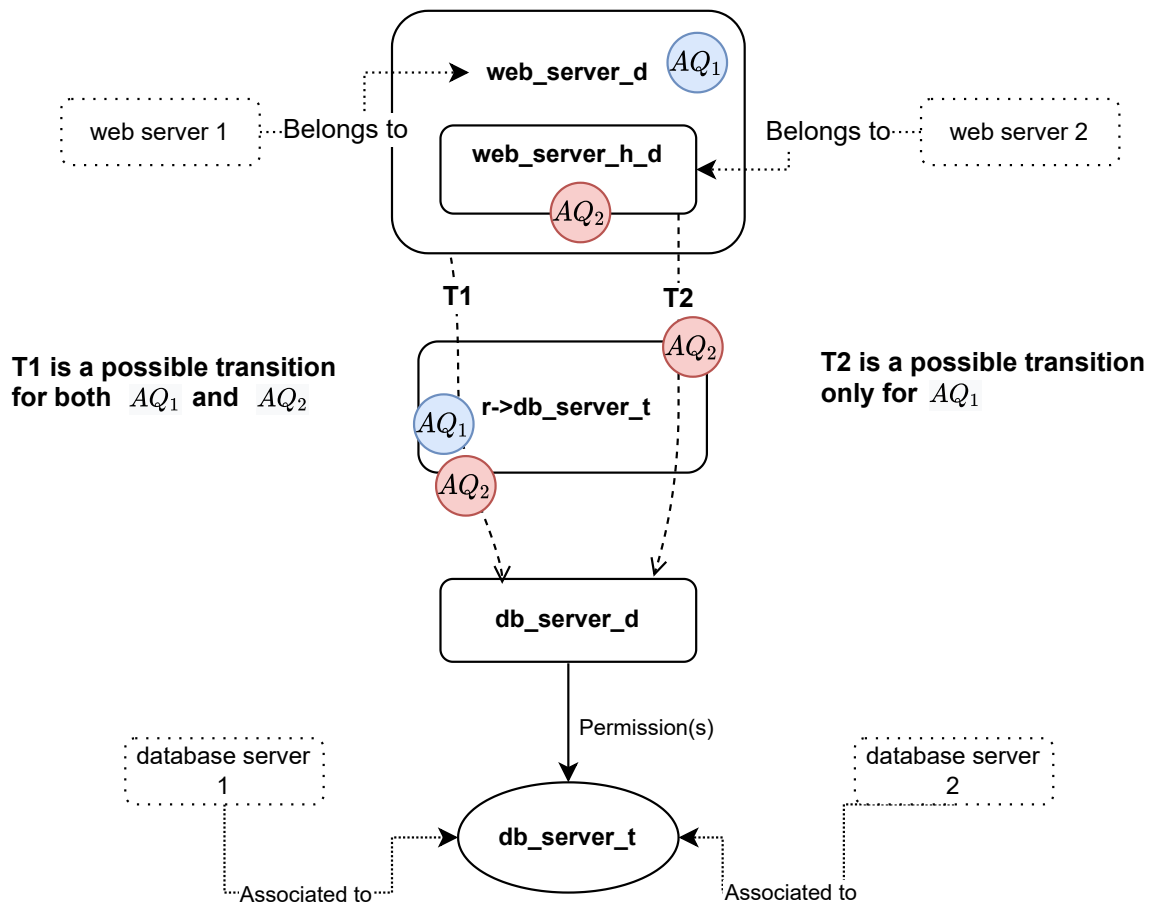 web_server_d
AQ₁
web server 1
Belongs to
web_server_h_d
AQ₂
Belongs to
web server 2
T1
T2
T1 is a possible transition
for both AQ₁ and AQ₂
AQ₂
AQ₁
r->db_server_t
AQ₂
T2 is a possible transition
only for AQ₁
db_server_d
Permission(s)
database server
1
database server
2
db_server_t
Associated to
Associated to